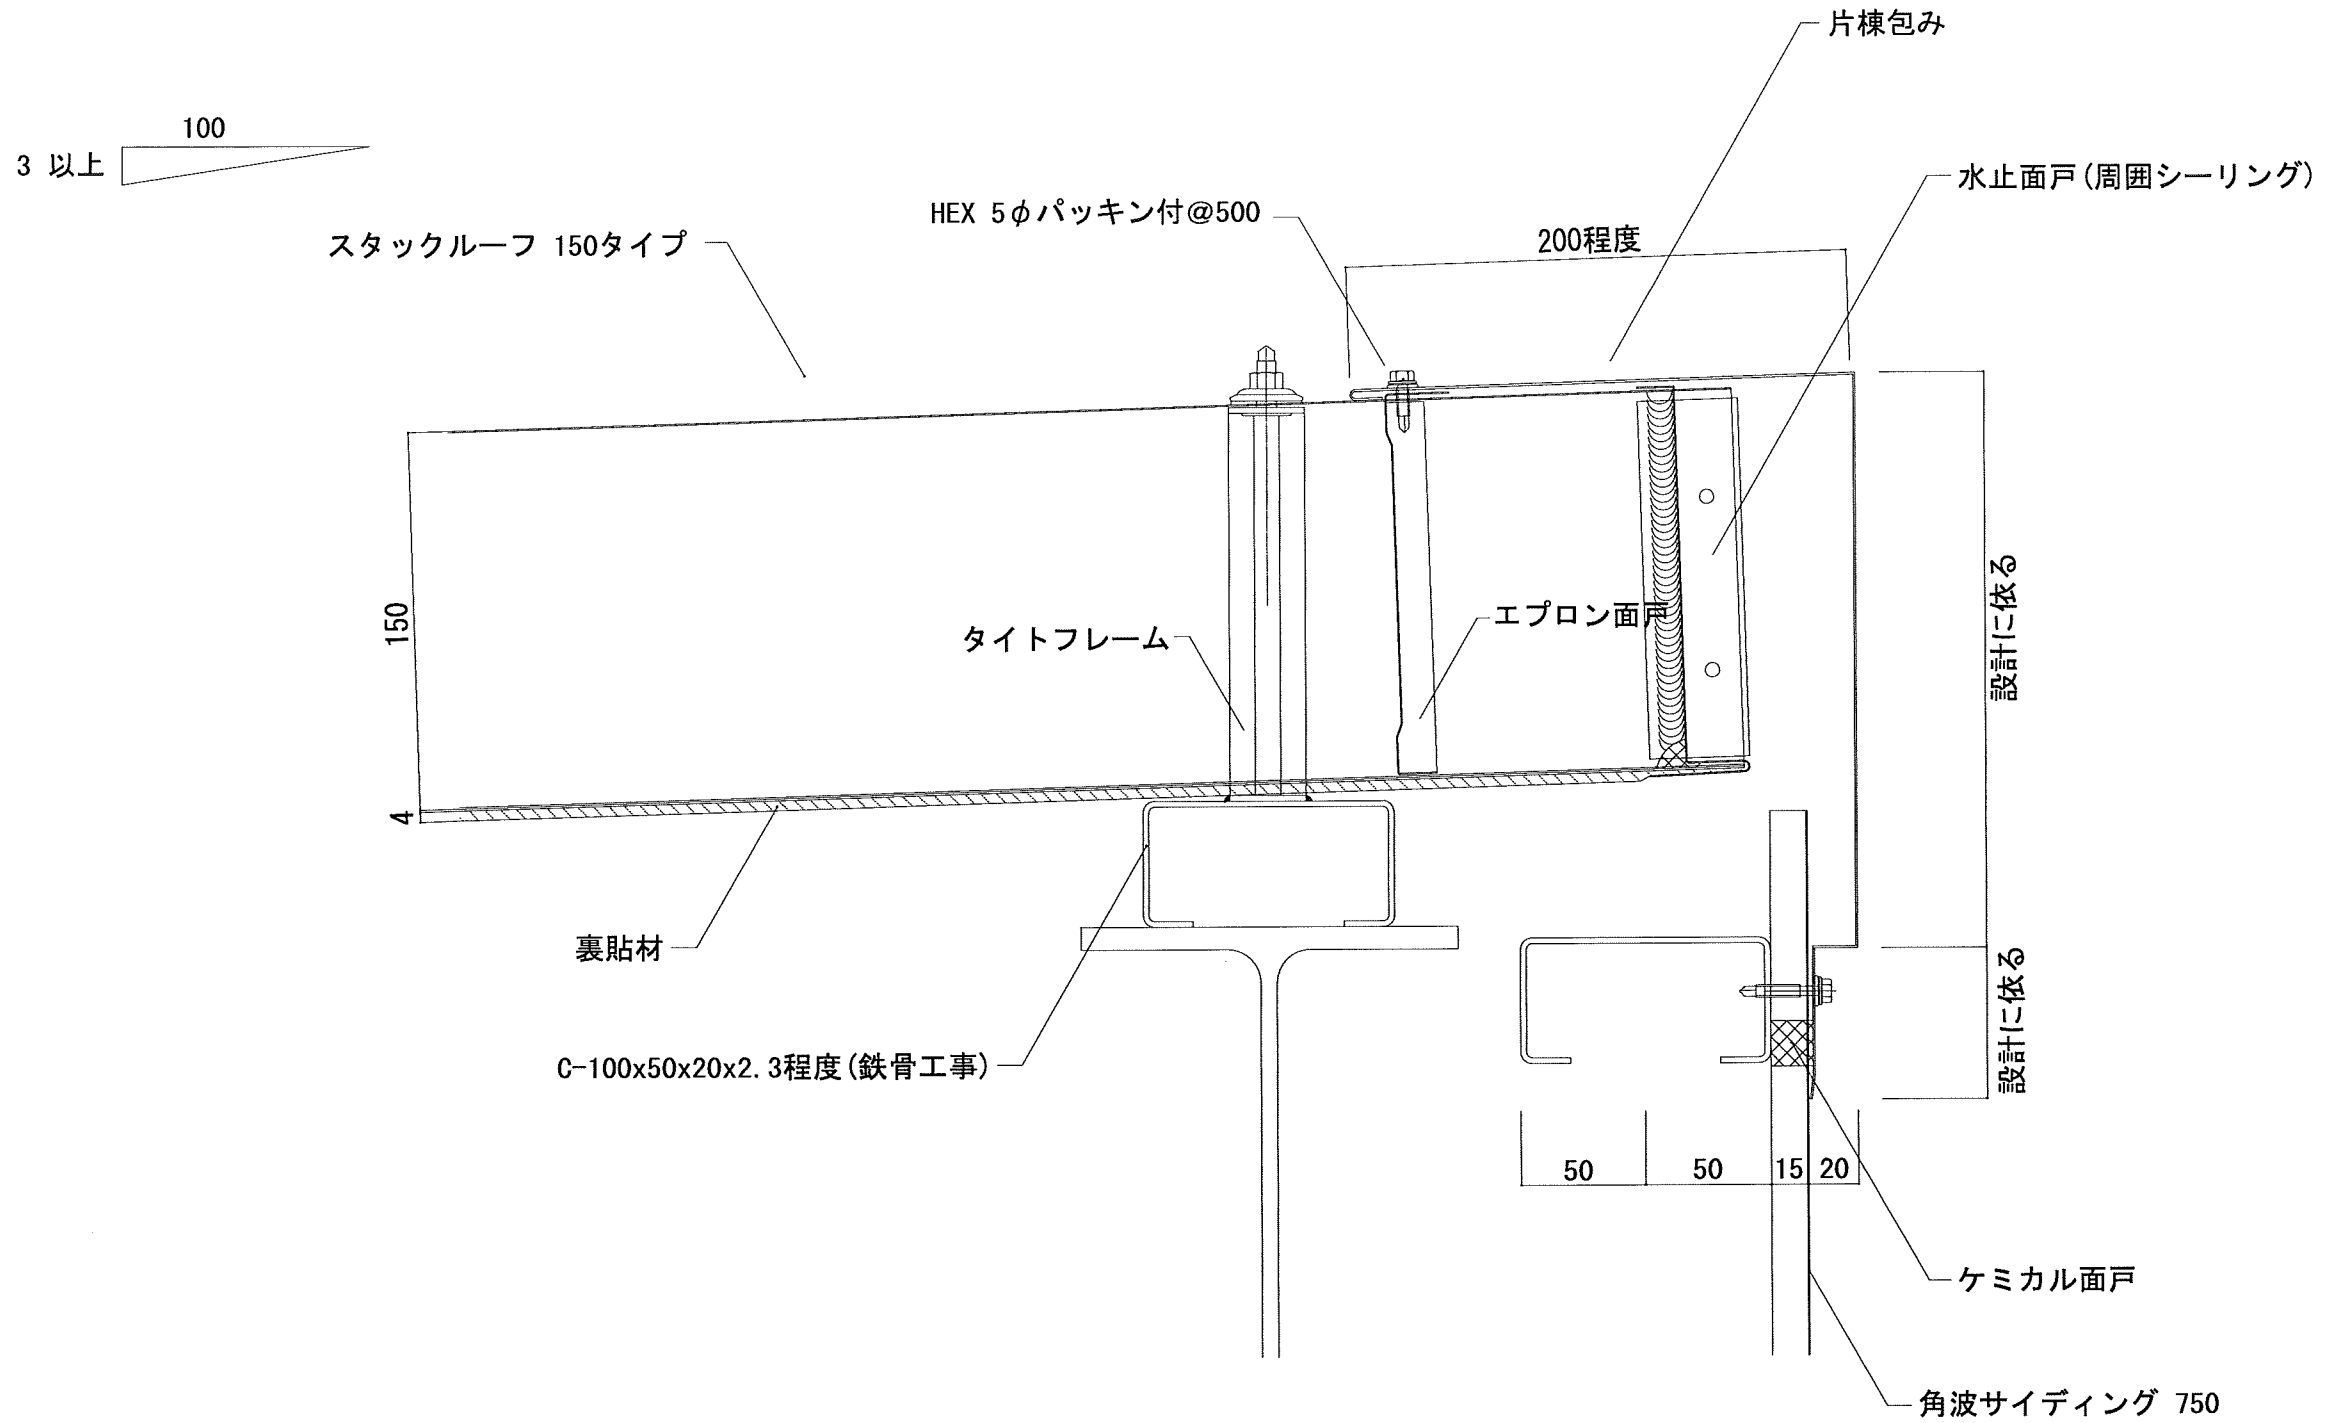 片棟包み
100
3 以上
水止面戸(周囲シーリング)
HEX 5φパッキン付@500
スタックルーフ 150タイプ
200程度
150
タイトフレーム
エプロン面戸
設計に依る
4
裏貼材
設計に依る
C-100x50x20x2.3程度(鉄骨工事)
50
50
15
20
ケミカル面戸
角波サイディング 750